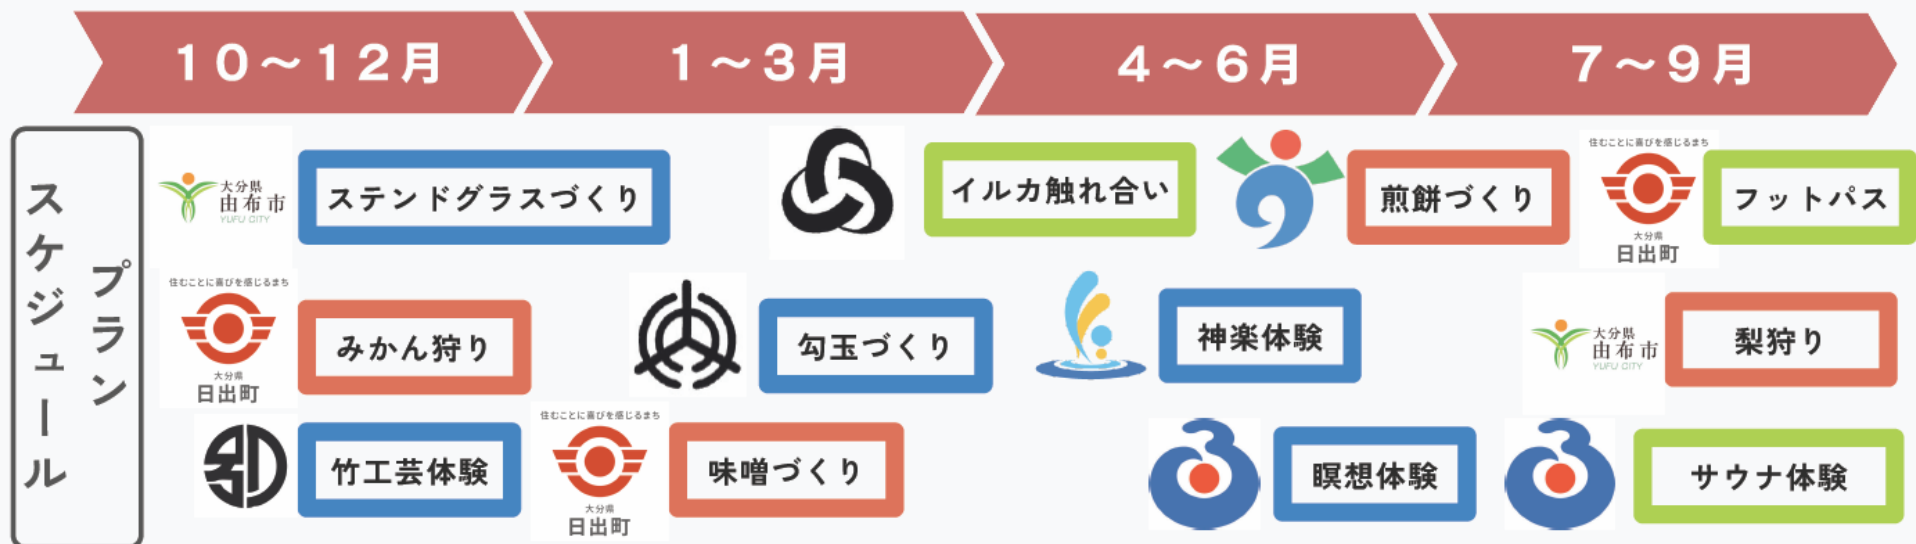 10～12月
1～3月
4～6月
7～9月
スケジュール
プラン
大分県
由布市
YUFU CITY
ステンドグラスづくり
イルカ触れ合い
煎餅づくり
住むことに喜びを感じるまち
大分県
日出町
フットパス
住むことに喜びを感じるまち
大分県
日出町
みかん狩り
勾玉づくり
神楽体験
大分県
由布市
YUFU CITY
梨狩り
竹工芸体験
住むことに喜びを感じるまち
大分県
日出町
味噌づくり
瞑想体験
サウナ体験